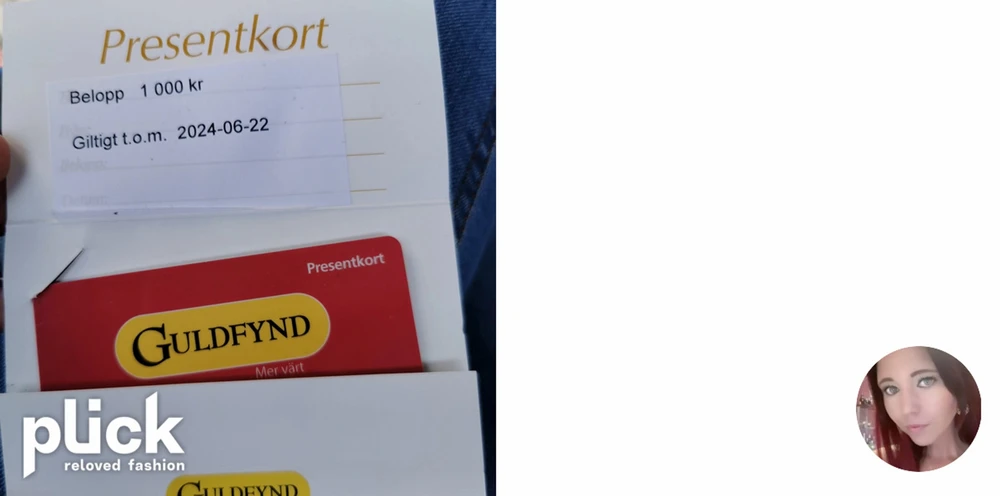 Presentkort
Belopp 1 000 kr
Giltigt t.o.m. 2024-06-22
Presentkort
GULDFYND
Mer värt
plick
reloved fashion
GULDFYND